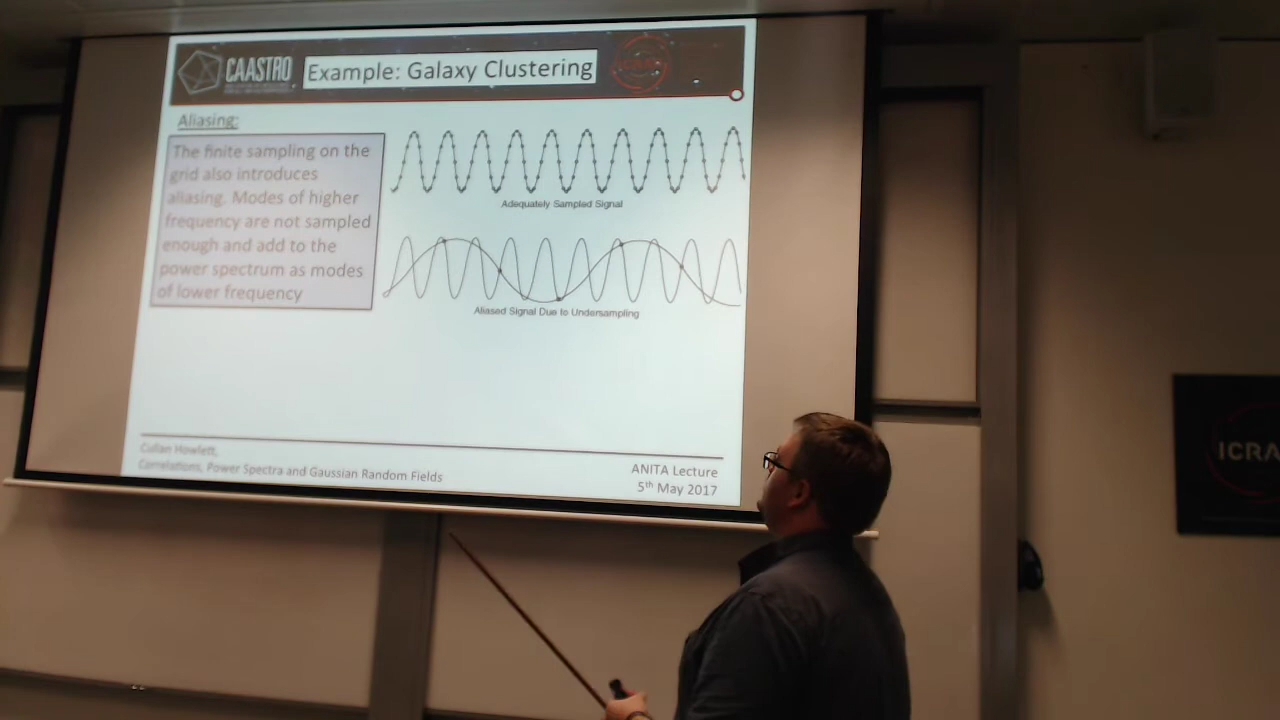 CAASTRO
Example: Galaxy Clustering
Aliasing:
The finite sampling on the
grid also introduces
aliasing. Modes of higher
frequency are not sampled
enough and add to the
power spectrum as modes
of lower frequency
Adequately Sampled Signal
Aliased Signal Due to Undersampling
Cullan Howlett,
Correlations, Power Spectra and Gaussian Random Fields
ANITA Lecture
5th May 2017
ICRA